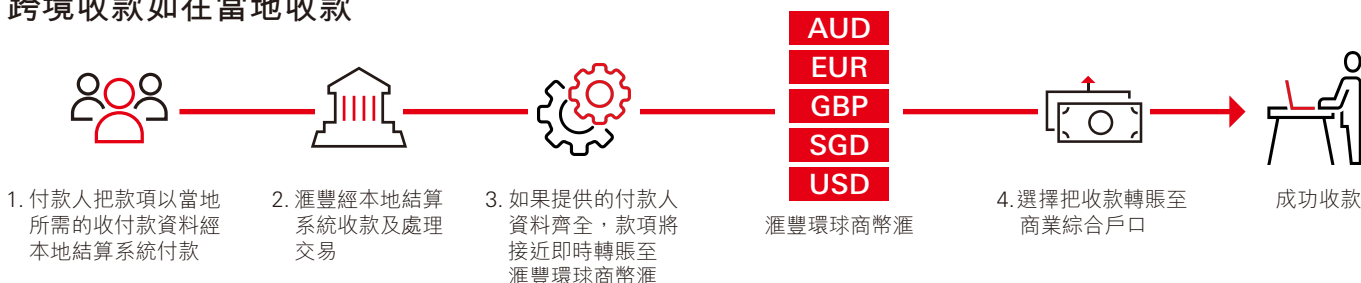 跨境收款如在當地收款
1. 付款人把款項以當地
所需的收付款資料經
本地結算系統付款
2. 滙豐經本地結算
系統收款及處理
交易
3. 如果提供的付款人
資料齊全，款項將
接近即時轉賬至
滙豐環球商幣滙
AUD
EUR
GBP
SGD
USD
滙豐環球商幣滙
4. 選擇把收款轉賬至
商業綜合戶口
成功收款